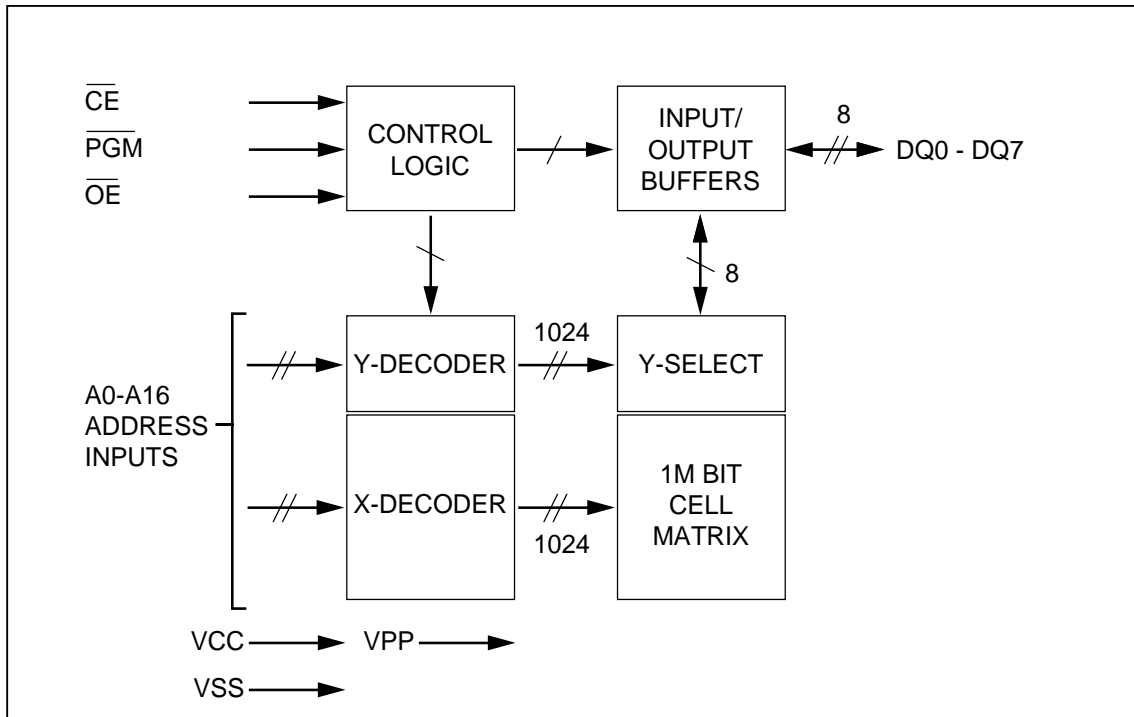 CE
PGM
OE
CONTROL
LOGIC
INPUT/
OUTPUT
BUFFERS
8
DQ0 - DQ7
8
A0-A16
ADDRESS
INPUTS
Y-DECODER
1024
Y-SELECT
X-DECODER
1024
1M BIT
CELL
MATRIX
VCC
VPP
VSS